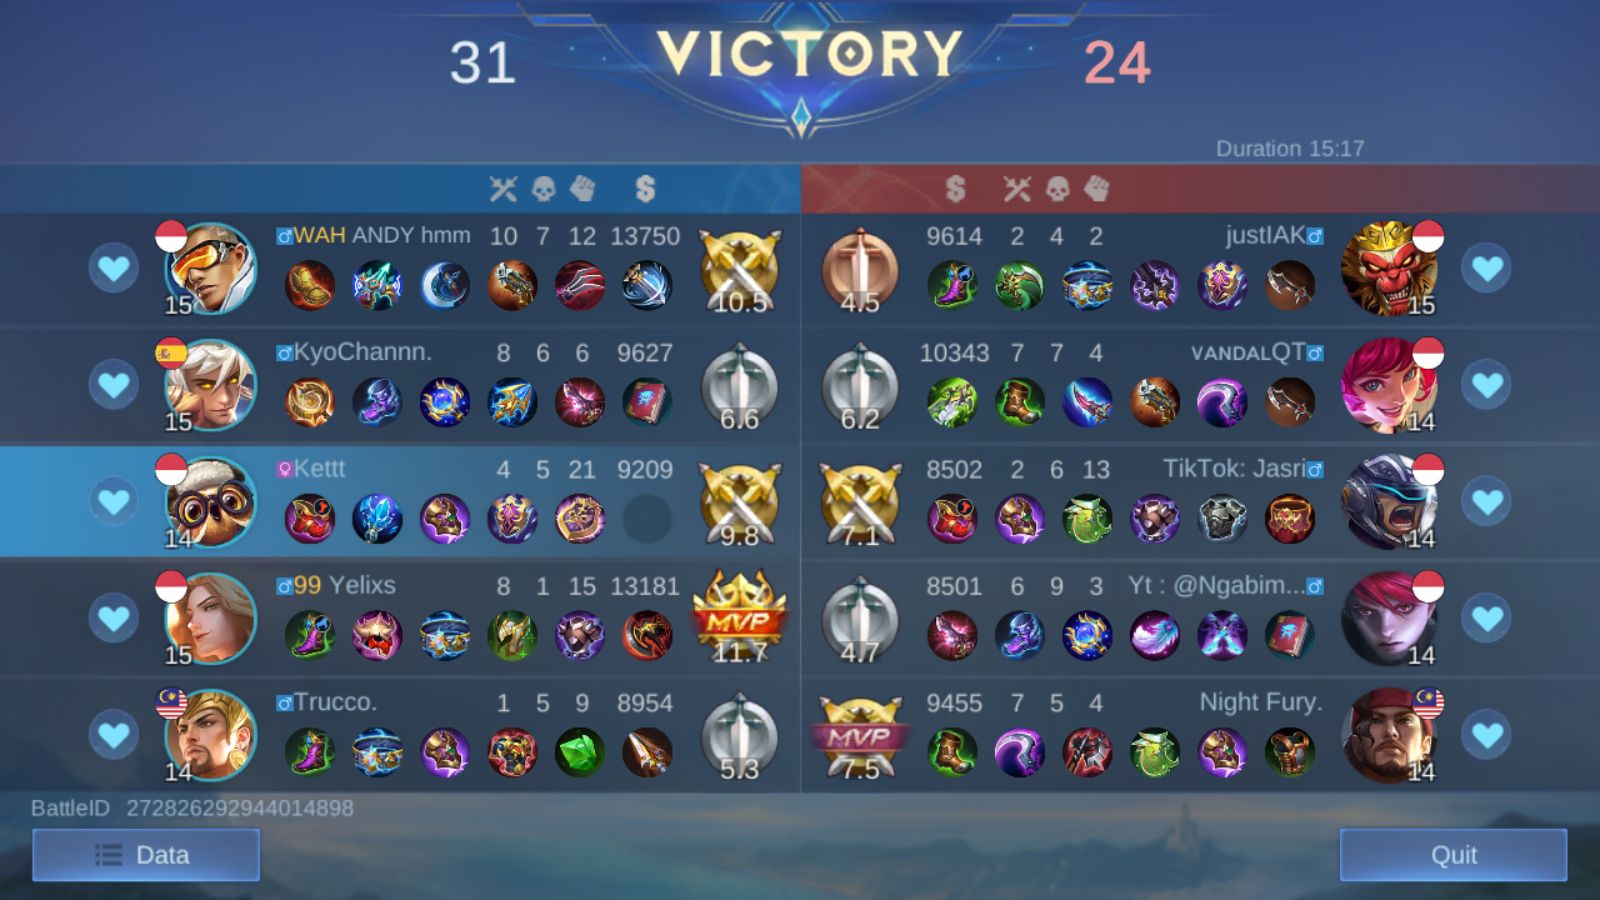 31 VICTORY 24
Duration 15:17
WAH ANDY hmm 10 7 12 13750
15 10.5
9614 2 4 2 justIAK
4.5 15
KyoChannn. 8 6 6 9627
15 6.6
10343 7 7 4 VANDALQT
6.2 14
Kettt 4 5 21 9209
14 9.8
8502 2 6 13 TikTok: Jasri
7.1 14
99 Yelixs 8 1 15 13181
15 MVP 11.7
8501 6 9 3 Yt : @Ngabim...
4.7 14
Trucco. 1 5 9 8954
14 5.3
9455 7 5 4 Night Fury.
MVP 7.5 14
BattleID 272826292944014898
Data
Quit